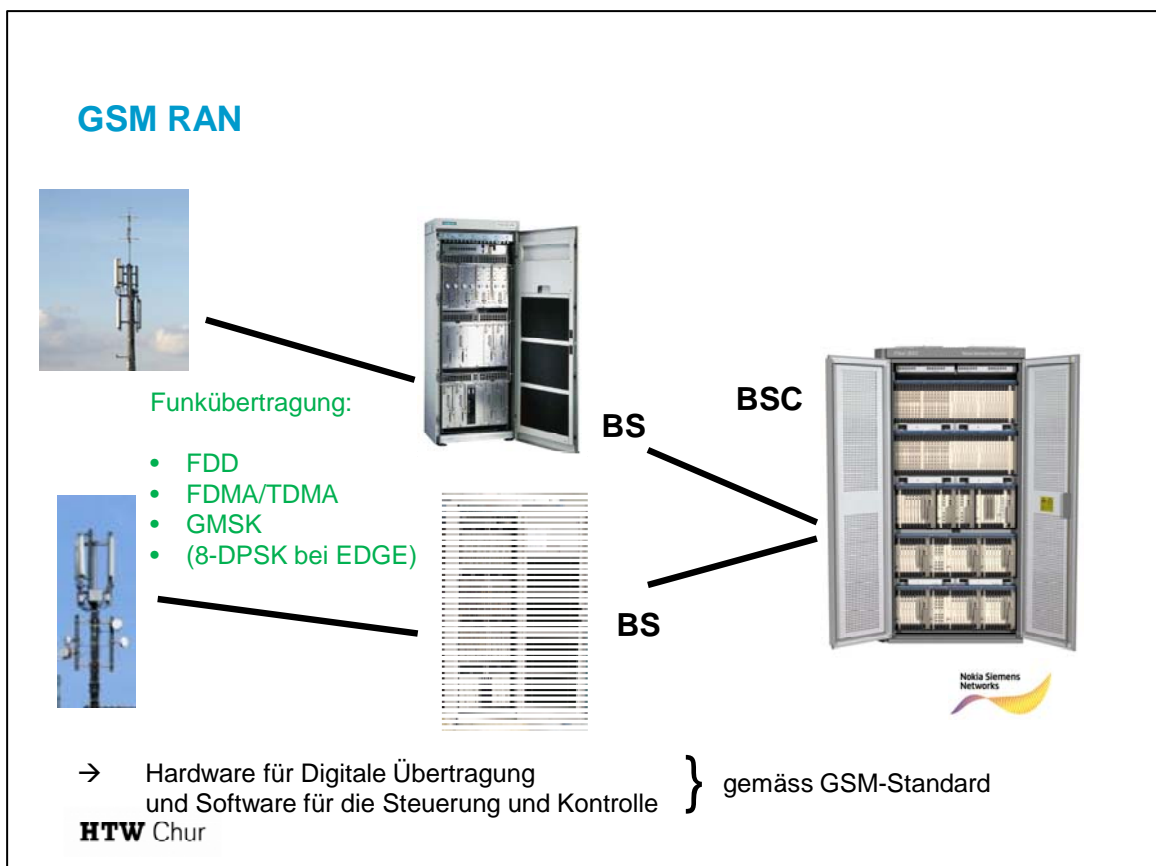 GSM RAN
Funkübertragung:
• FDD
• FDMA/TDMA
• GMSK
• (8-DPSK bei EDGE)
BS
BSC
BS
Nokia Siemens
Networks
→ Hardware für Digitale Übertragung
und Software für die Steuerung und Kontrolle
} gemäss GSM-Standard
HTW Chur